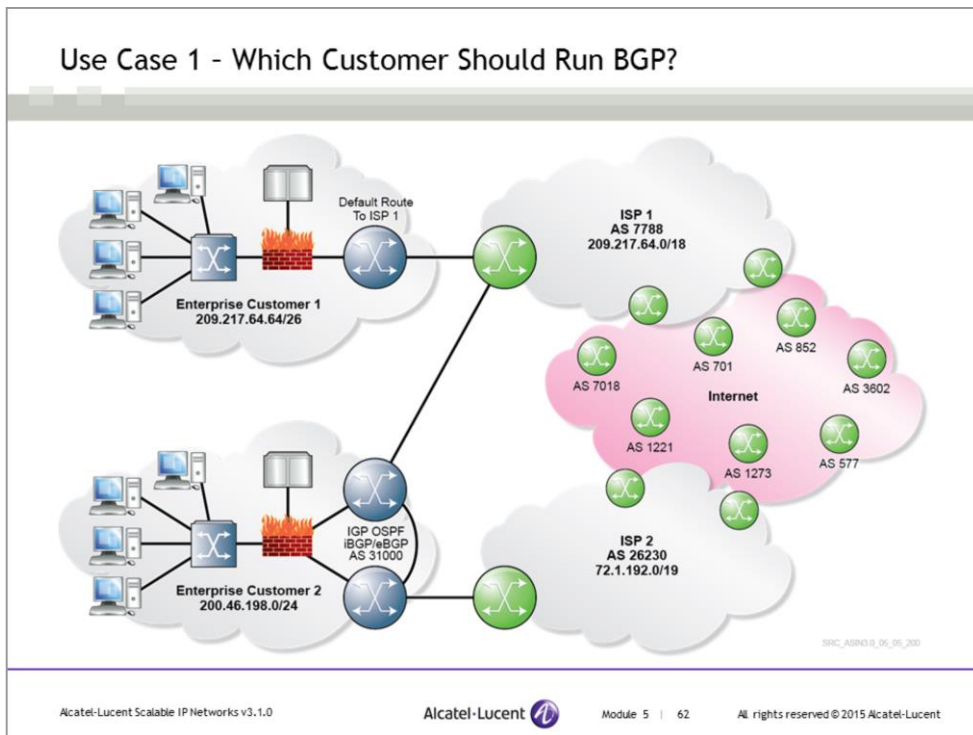 Use Case 1 – Which Customer Should Run BGP?
Default Route
To ISP 1
Enterprise Customer 1
209.217.64.64/26
ISP 1
AS 7788
209.217.64.0/18
AS 7018
AS 701
AS 852
AS 3602
Internet
AS 1221
AS 1273
AS 577
IGP OSPF
iBGP/eBGP
AS 31000
Enterprise Customer 2
200.46.198.0/24
ISP 2
AS 26230
72.1.192.0/19
SRC_ASIN3.0_05_05_200
Alcatel-Lucent Scalable IP Networks v3.1.0
Alcatel·Lucent
Module 5 | 62
All rights reserved © 2015 Alcatel-Lucent